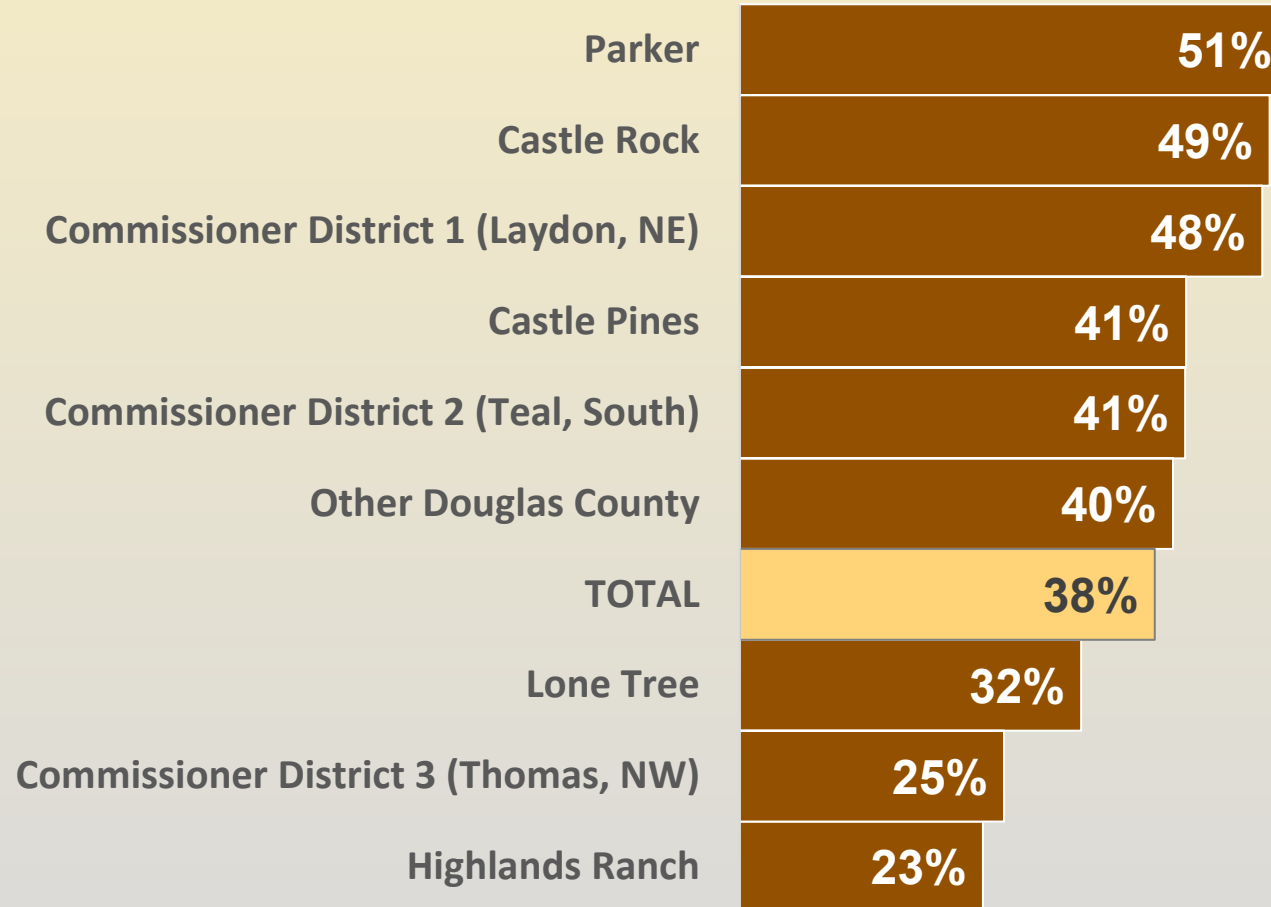 Parker 51%
Castle Rock 49%
Commissioner District 1 (Laydon, NE) 48%
Castle Pines 41%
Commissioner District 2 (Teal, South) 41%
Other Douglas County 40%
TOTAL 38%
Lone Tree 32%
Commissioner District 3 (Thomas, NW) 25%
Highlands Ranch 23%